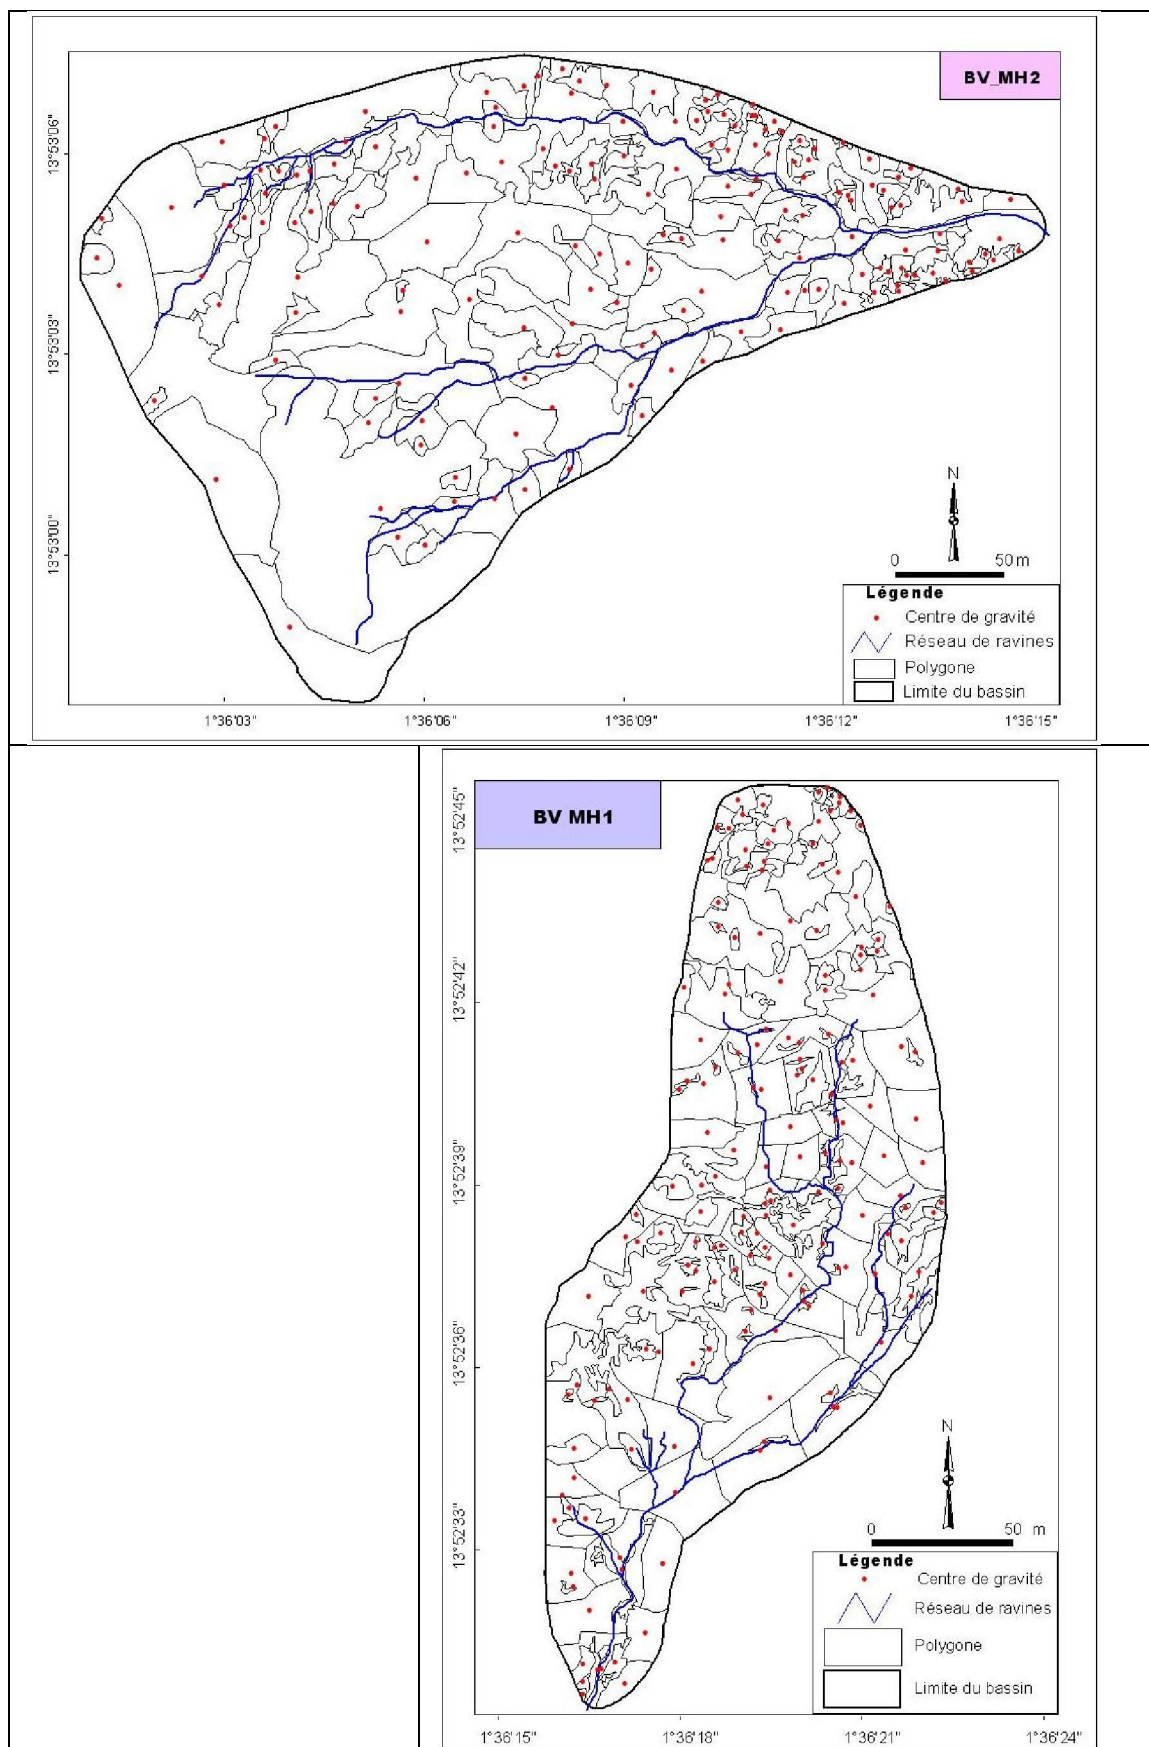 BV_MH2
13°53'06"
13°53'03"
13°53'00"
N
0 50 m
Légende
Centre de gravité
Réseau de ravines
Polygone
Limite du bassin
1°36'03" 1°36'06" 1°36'09" 1°36'12" 1°36'15"
BV MH1
13°52'45"
13°52'42"
13°52'39"
13°52'36"
13°52'33"
N
0 50 m
Légende
Centre de gravité
Réseau de ravines
Polygone
Limite du bassin
1°36'15" 1°36'18" 1°36'21" 1°36'24"